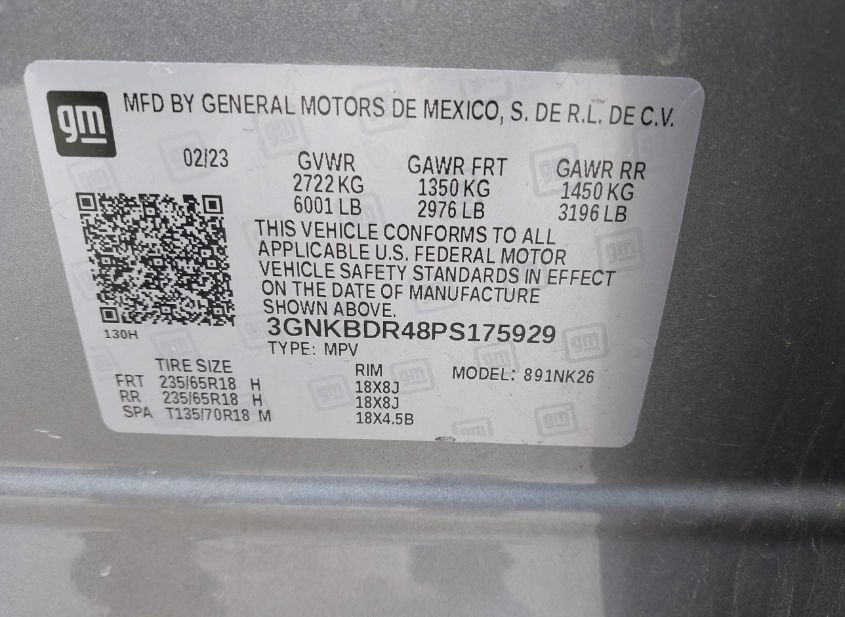 gm MFD BY GENERAL MOTORS DE MEXICO, S. DE R.L. DE C.V.
02/23 GVWR GAWR FRT GAWR RR
2722 KG 1350 KG 1450 KG
6001 LB 2976 LB 3196 LB
THIS VEHICLE CONFORMS TO ALL
APPLICABLE U.S. FEDERAL MOTOR
VEHICLE SAFETY STANDARDS IN EFFECT
ON THE DATE OF MANUFACTURE
SHOWN ABOVE.
130H
3GNKBDR48PS175929
TYPE: MPV
TIRE SIZE RIM MODEL: 891NK26
FRT 235/65R18 H 18X8J
RR 235/65R18 H 18X8J
SPA T135/70R18 M 18X4.5B